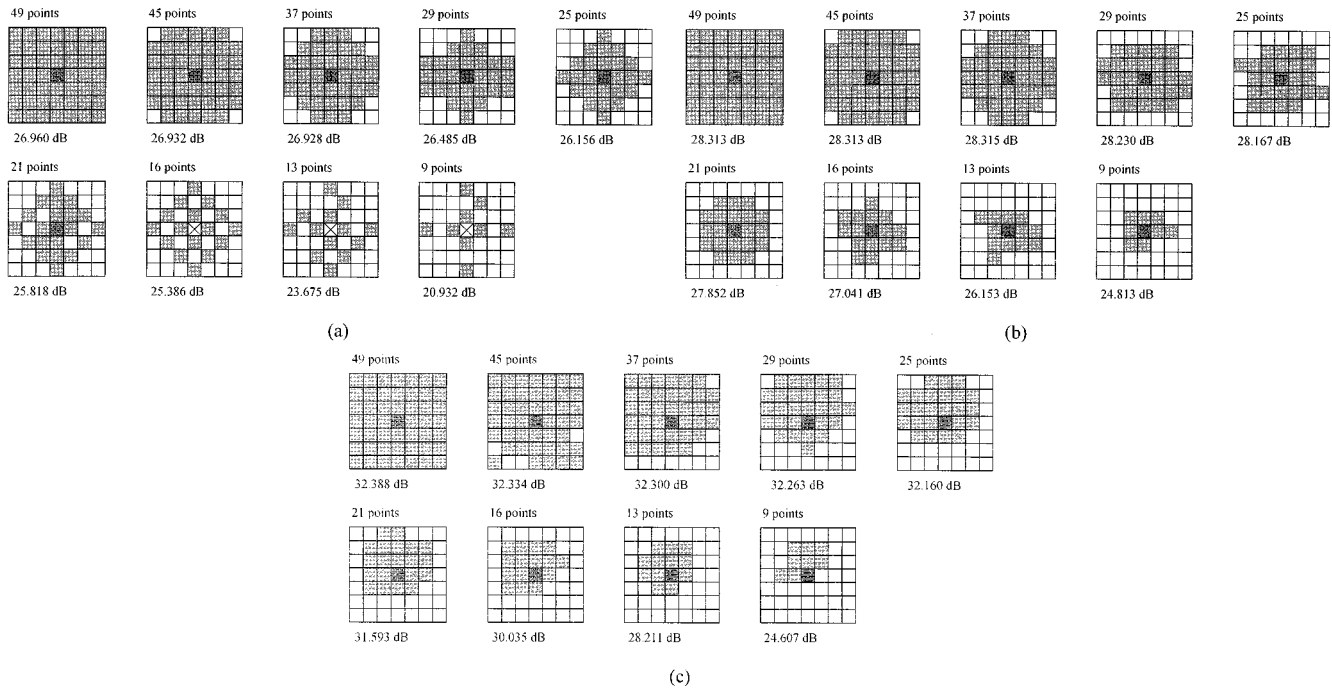 49 points
45 points
37 points
29 points
25 points
26.960 dB
26.932 dB
26.928 dB
26.485 dB
26.156 dB
21 points
16 points
13 points
9 points
25.818 dB
25.386 dB
23.675 dB
20.932 dB
(a)
49 points
45 points
37 points
29 points
25 points
28.313 dB
28.313 dB
28.315 dB
28.230 dB
28.167 dB
21 points
16 points
13 points
9 points
27.852 dB
27.041 dB
26.153 dB
24.813 dB
(b)
49 points
45 points
37 points
29 points
25 points
32.388 dB
32.334 dB
32.300 dB
32.263 dB
32.160 dB
21 points
16 points
13 points
9 points
31.593 dB
30.035 dB
28.211 dB
24.607 dB
(c)